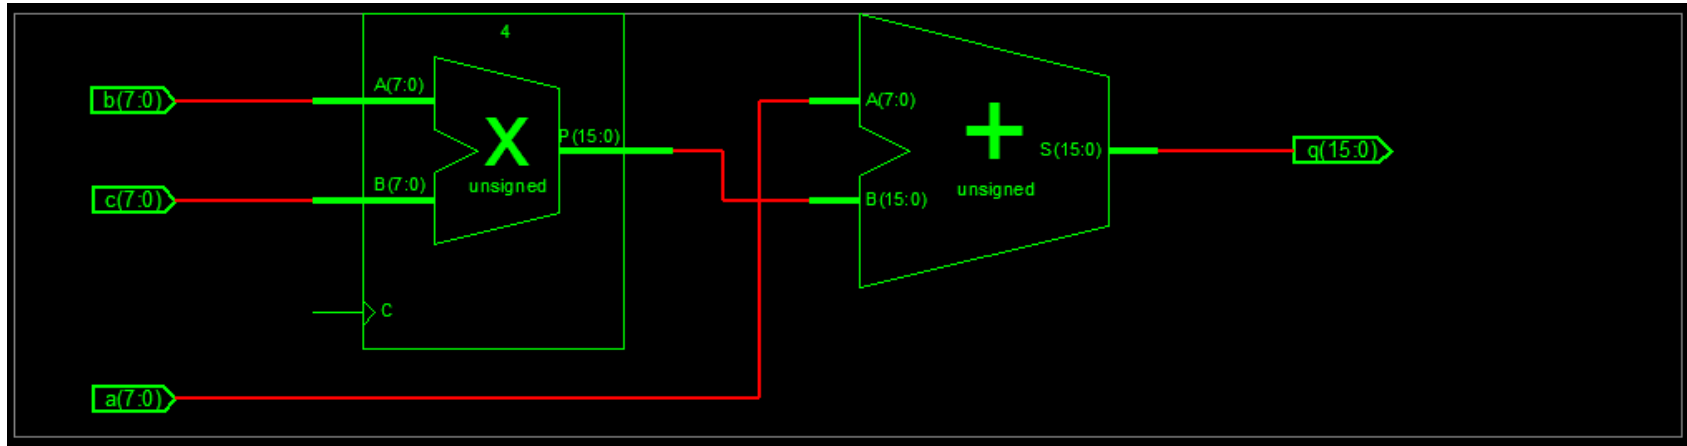 4
b(7:0)
A(7:0)
X
P(15:0)
unsigned
c(7:0)
B(7:0)
C
a(7:0)
A(7:0)
+
S(15:0)
unsigned
B(15:0)
q(15:0)